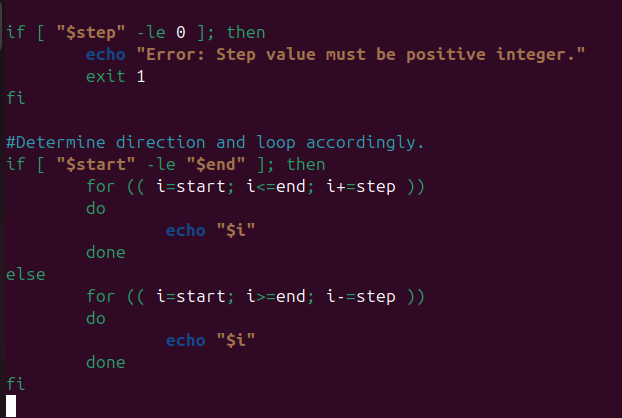 if [ "$step" -le 0 ]; then
        echo "Error: Step value must be positive integer."
        exit 1
fi

#Determine direction and loop accordingly.
if [ "$start" -le "$end" ]; then
        for (( i=start; i<=end; i+=step ))
        do
                echo "$i"
        done
else
        for (( i=start; i>=end; i-=step ))
        do
                echo "$i"
        done
fi